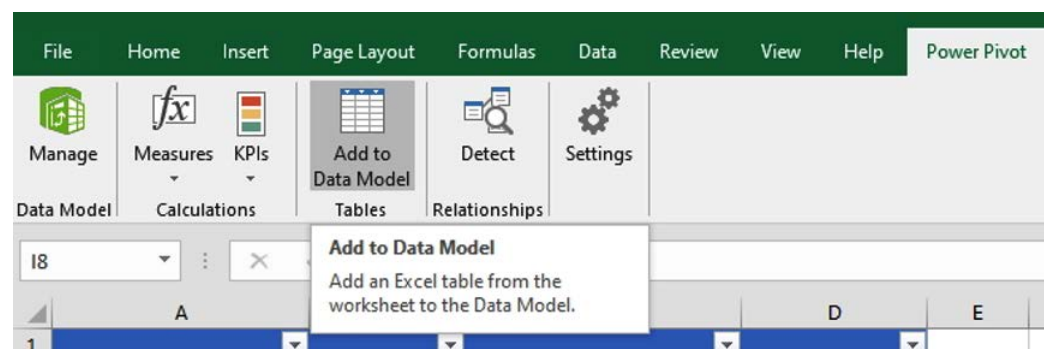 File Home Insert Page Layout Formulas Data Review View Help Power Pivot
fx
Manage Measures KPIs Add to Data Model Detect Settings
Data Model Calculations Tables Relationships
Add to Data Model
Add an Excel table from the
worksheet to the Data Model.
I8
A D E
1